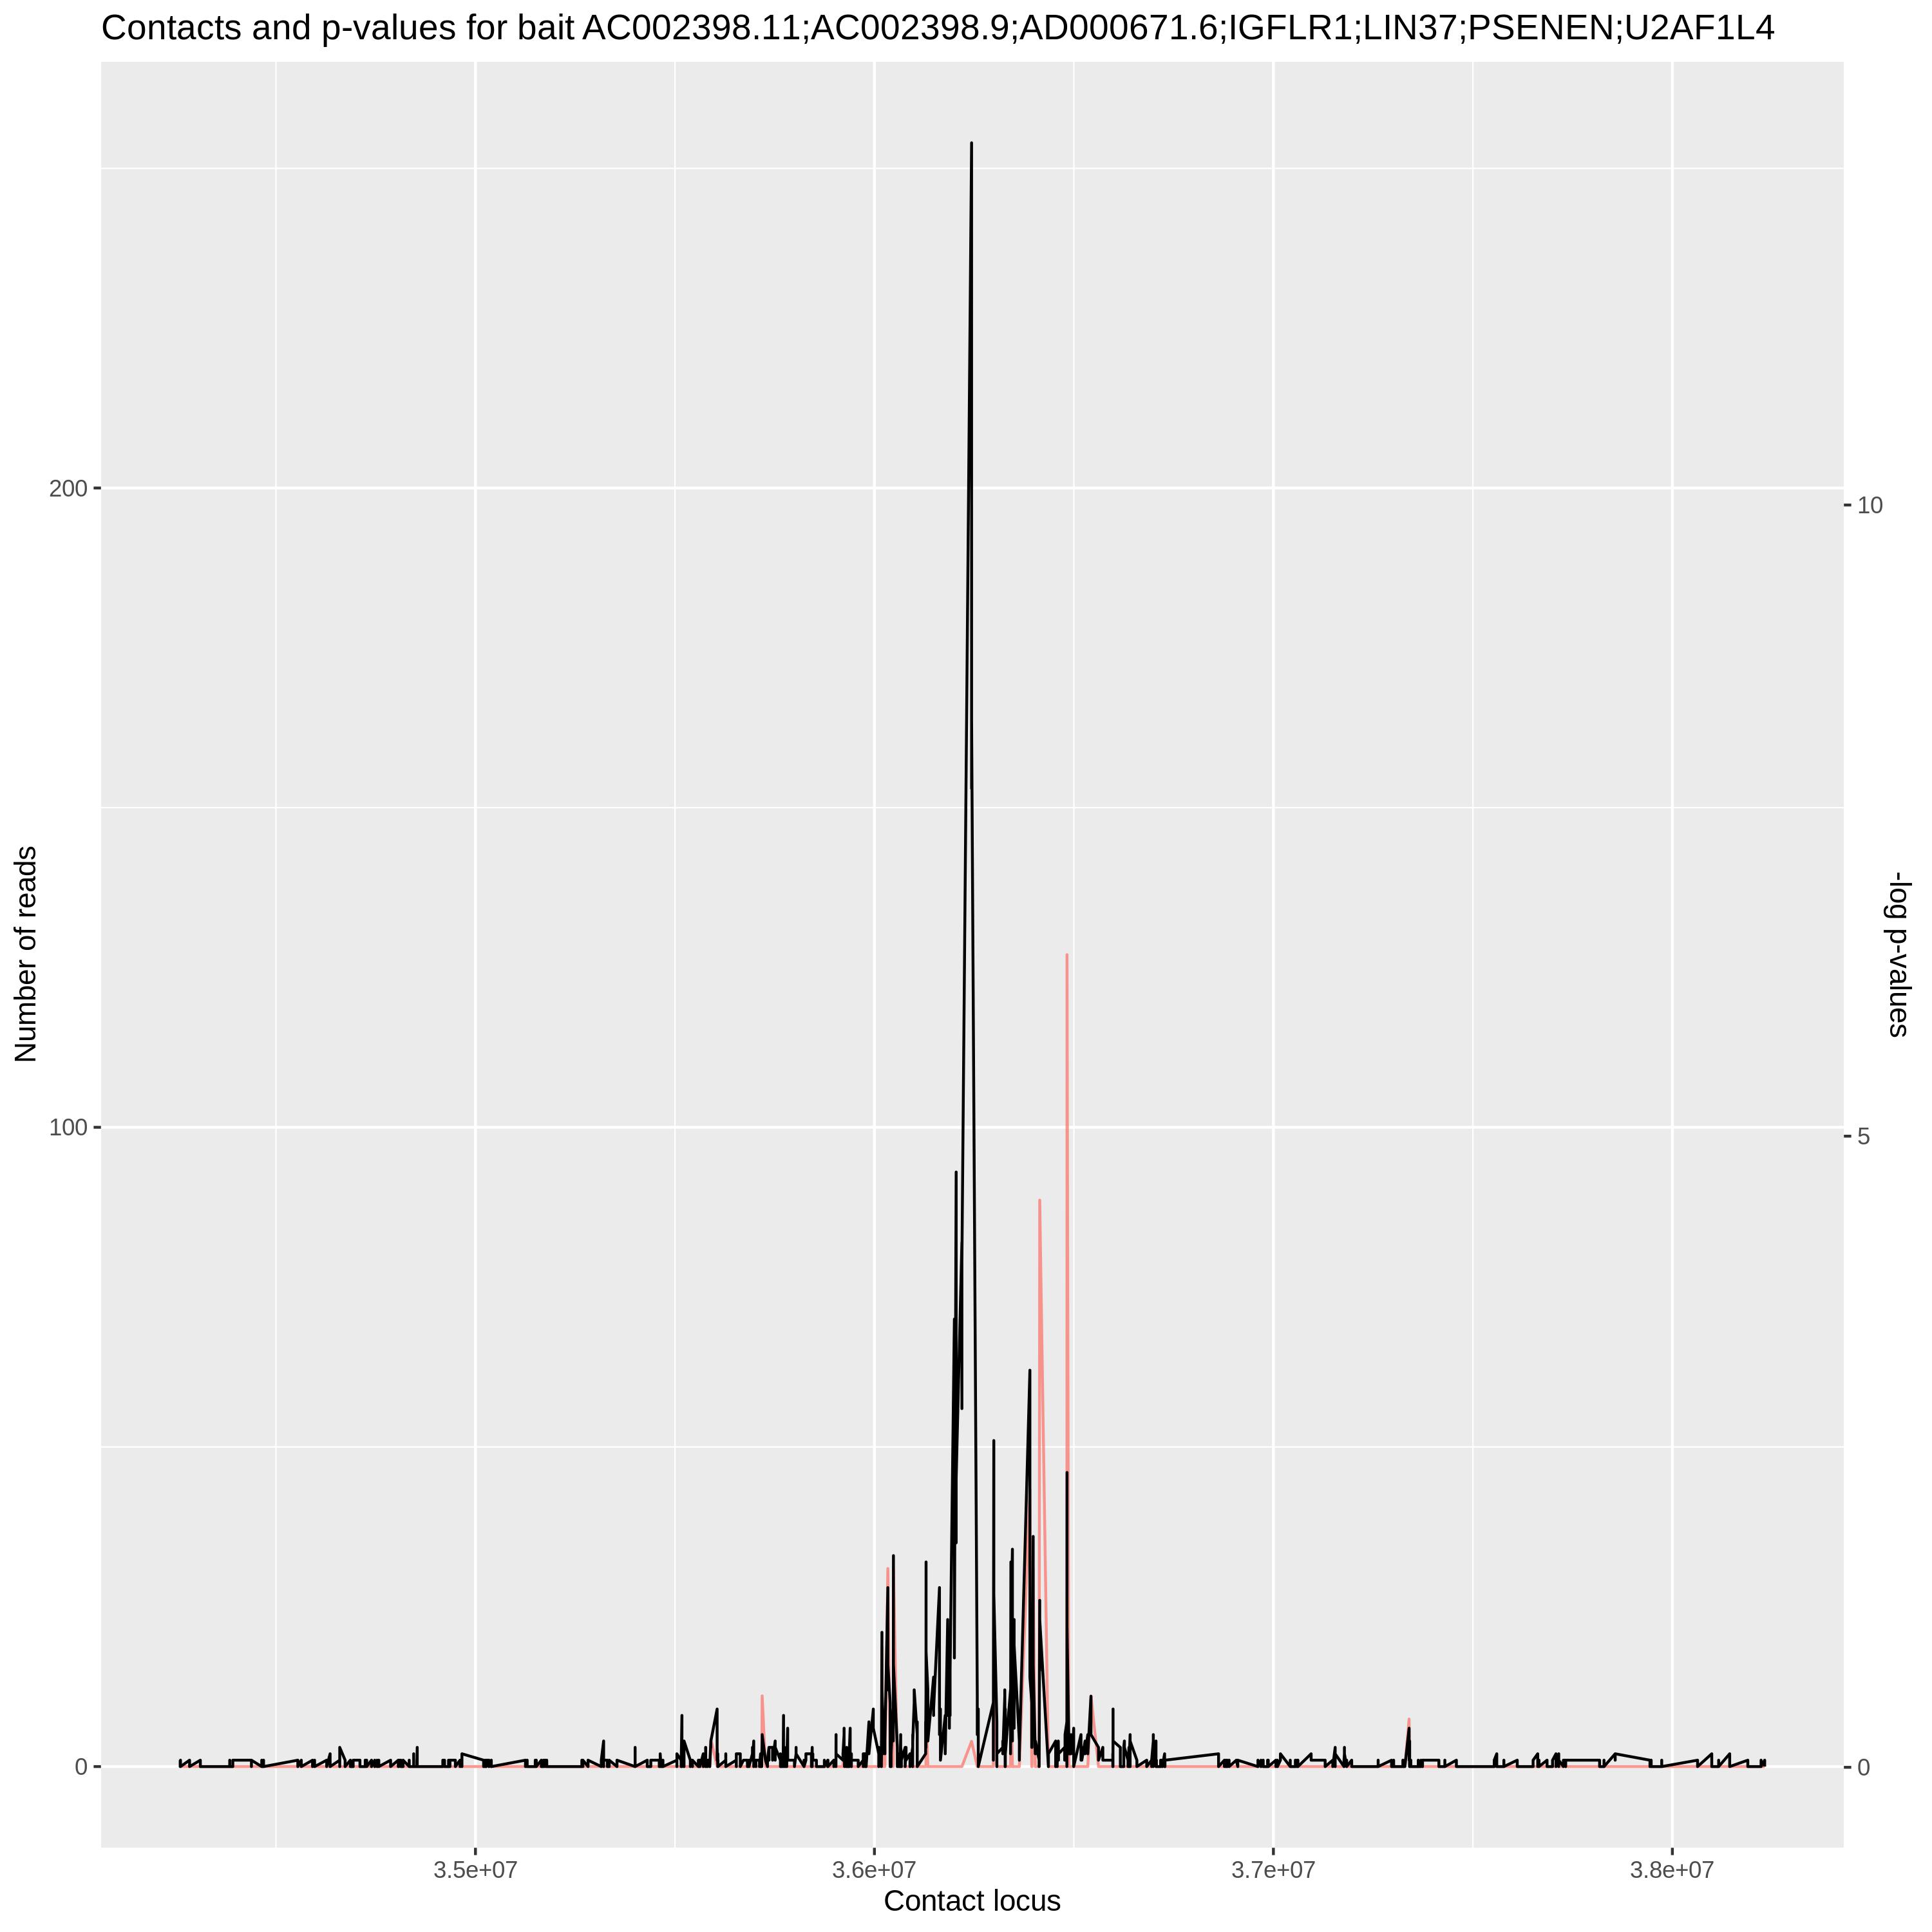 Contacts and p-values for bait AC002398.11;AC002398.9;AD000671.6;IGFLR1;LIN37;PSENEN;U2AF1L4
200
10
Number of reads
-log p-values
100
5
0
0
3.5e+07
3.6e+07
3.7e+07
3.8e+07
Contact locus